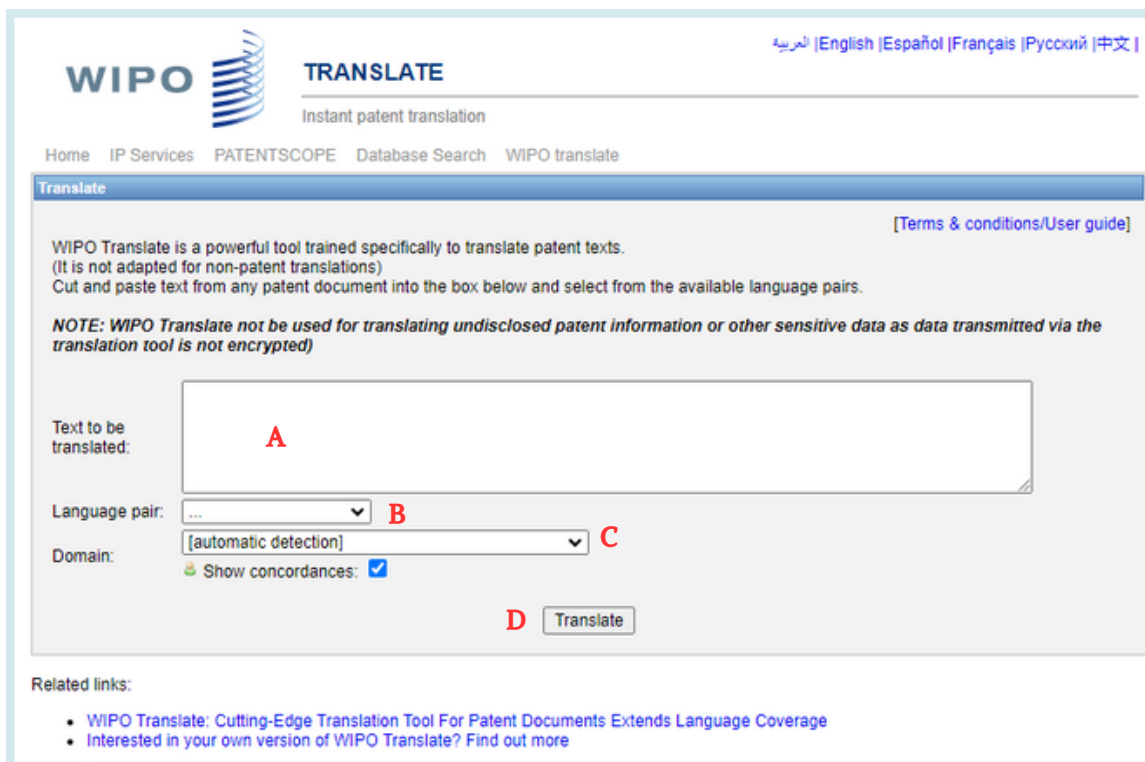 العربية |English |Español |Français |Русский |中文 |
WIPO
TRANSLATE
Instant patent translation
Home IP Services PATENTSCOPE Database Search WIPO translate
Translate
[Terms & conditions/User guide]
WIPO Translate is a powerful tool trained specifically to translate patent texts.
(It is not adapted for non-patent translations)
Cut and paste text from any patent document into the box below and select from the available language pairs.
NOTE: WIPO Translate not be used for translating undisclosed patent information or other sensitive data as data transmitted via the
translation tool is not encrypted)
Text to be
translated:
A
Language pair: ... B
[automatic detection] C
Domain:
Show concordances:
D Translate
Related links:
• WIPO Translate: Cutting-Edge Translation Tool For Patent Documents Extends Language Coverage
• Interested in your own version of WIPO Translate? Find out more